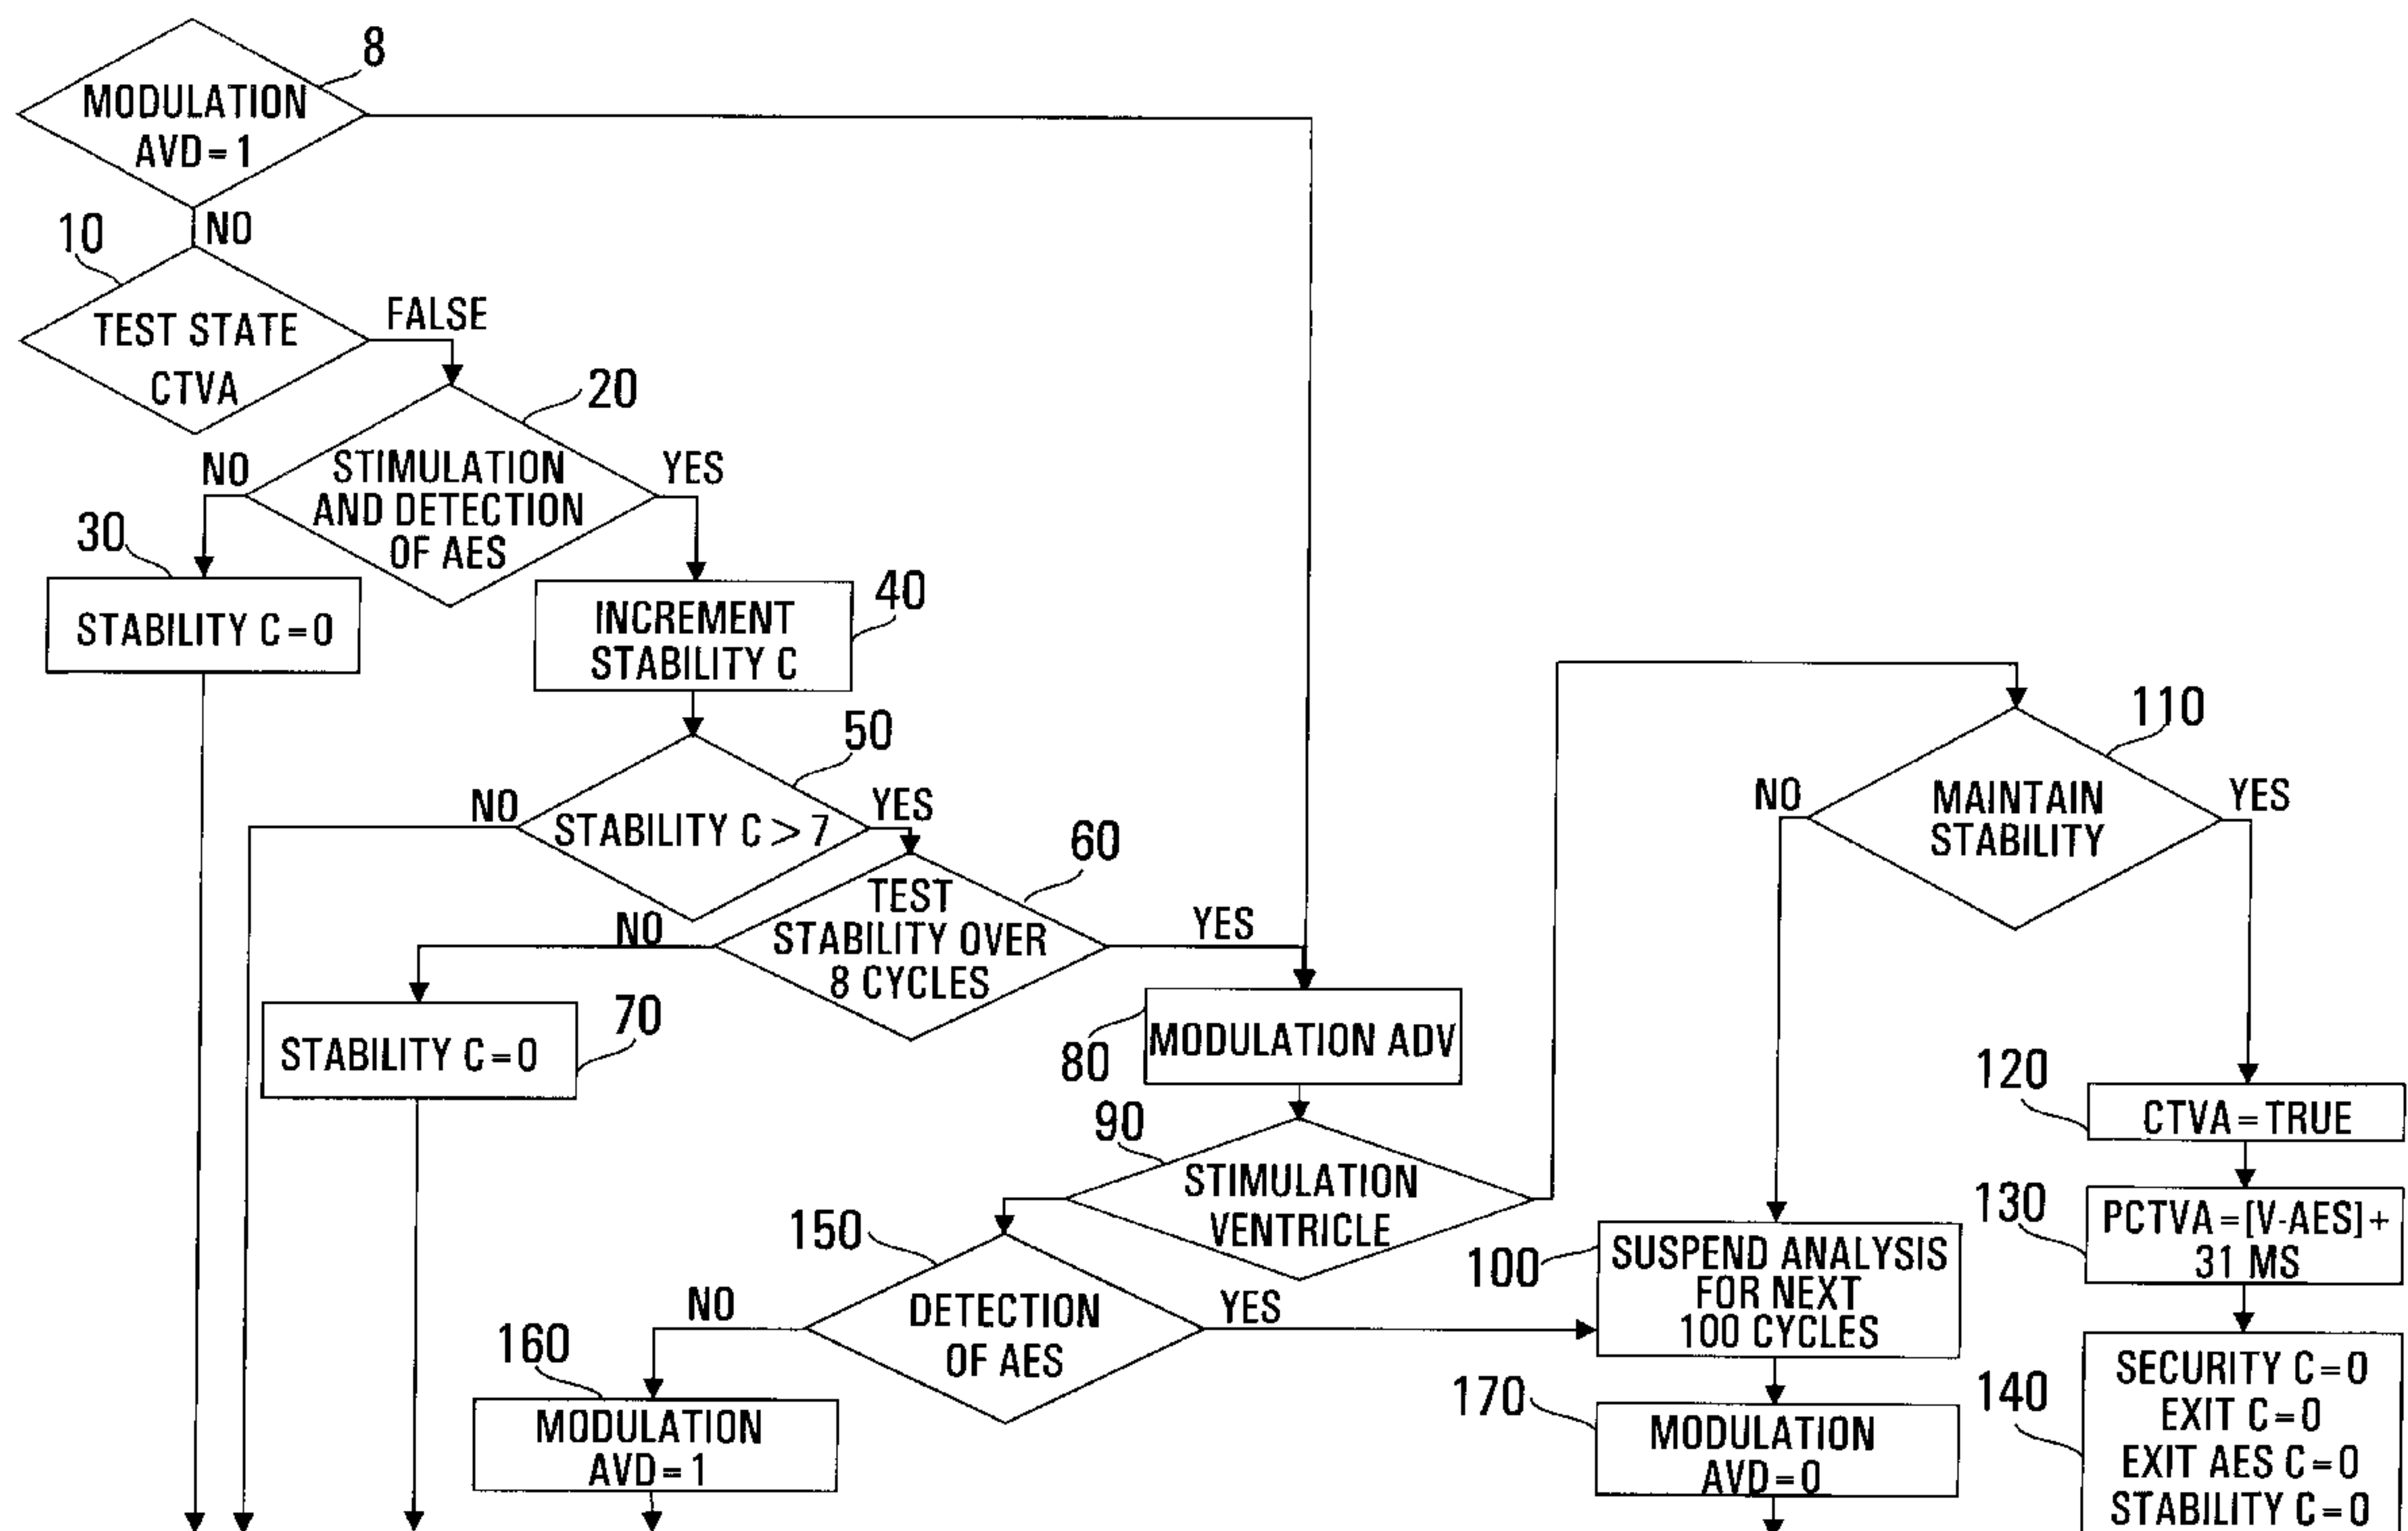 8
MODULATION
AVD = 1
NO
10
TEST STATE
CTVA
FALSE
20
STIMULATION
AND DETECTION
OF AES
NO
YES
30
STABILITY C = 0
40
INCREMENT
STABILITY C
50
STABILITY C > 7
NO
YES
60
TEST
STABILITY OVER
8 CYCLES
NO
YES
70
STABILITY C = 0
80
MODULATION ADV
90
STIMULATION
VENTRICLE
110
MAINTAIN
STABILITY
NO
YES
120
CTVA = TRUE
130
PCTVA = [V-AES] +
31 MS
140
SECURITY C = 0
EXIT C = 0
EXIT AES C = 0
STABILITY C = 0
150
DETECTION
OF AES
NO
YES
100
SUSPEND ANALYSIS
FOR NEXT
100 CYCLES
160
MODULATION
AVD = 1
170
MODULATION
AVD = 0